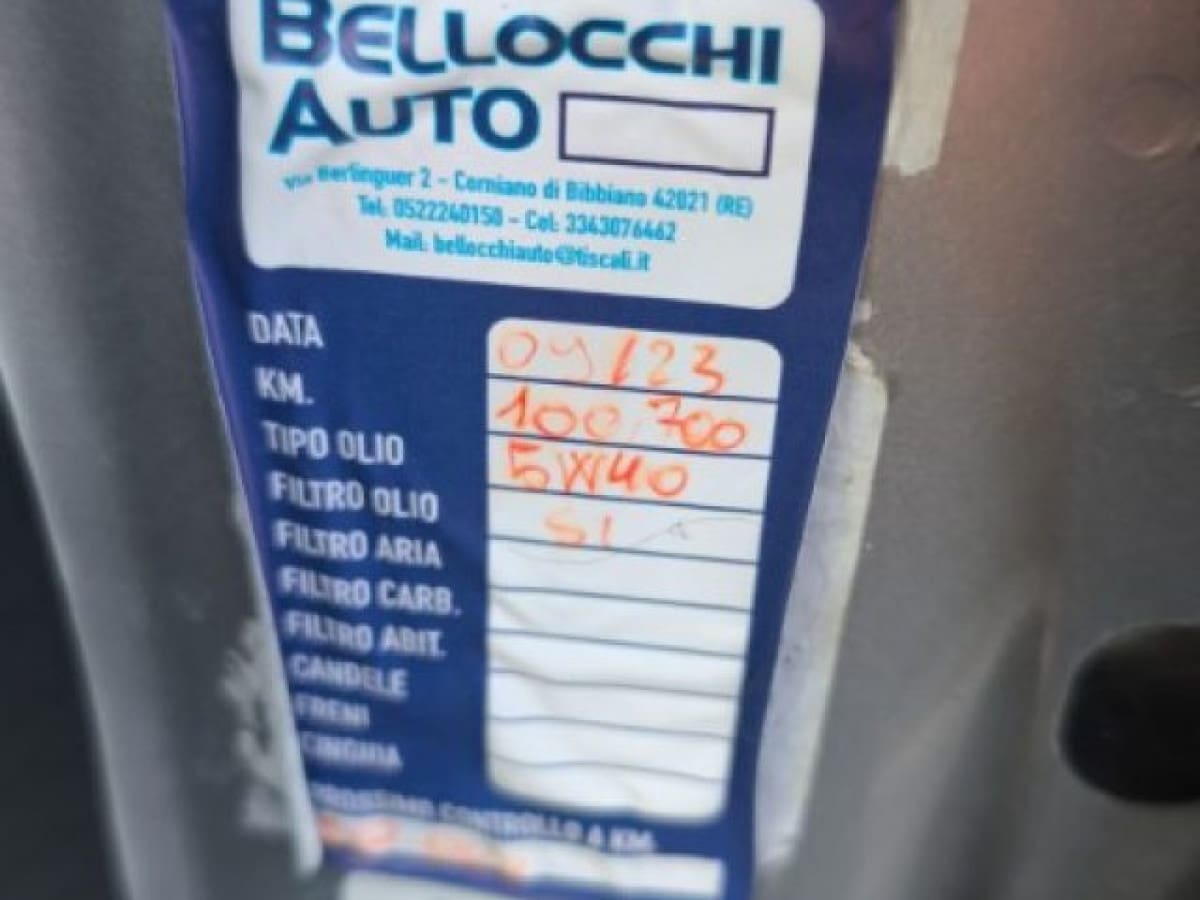 BELLOCCHI
AUTO
Via Berlinguer 2 - Corniano di Bibbiano 42021 (RE)
Tel. 0522240150 - Cel. 3343076462
Mail. bellocchiauto@tiscali.it
DATA 09/23
KM. 100.700
TIPO OLIO 5W40
FILTRO OLIO SI
FILTRO ARIA
FILTRO CARB.
FILTRO ABIT.
CANDELE
FRENI
CINGHIA
PROSSIMO CONTROLLO A KM.